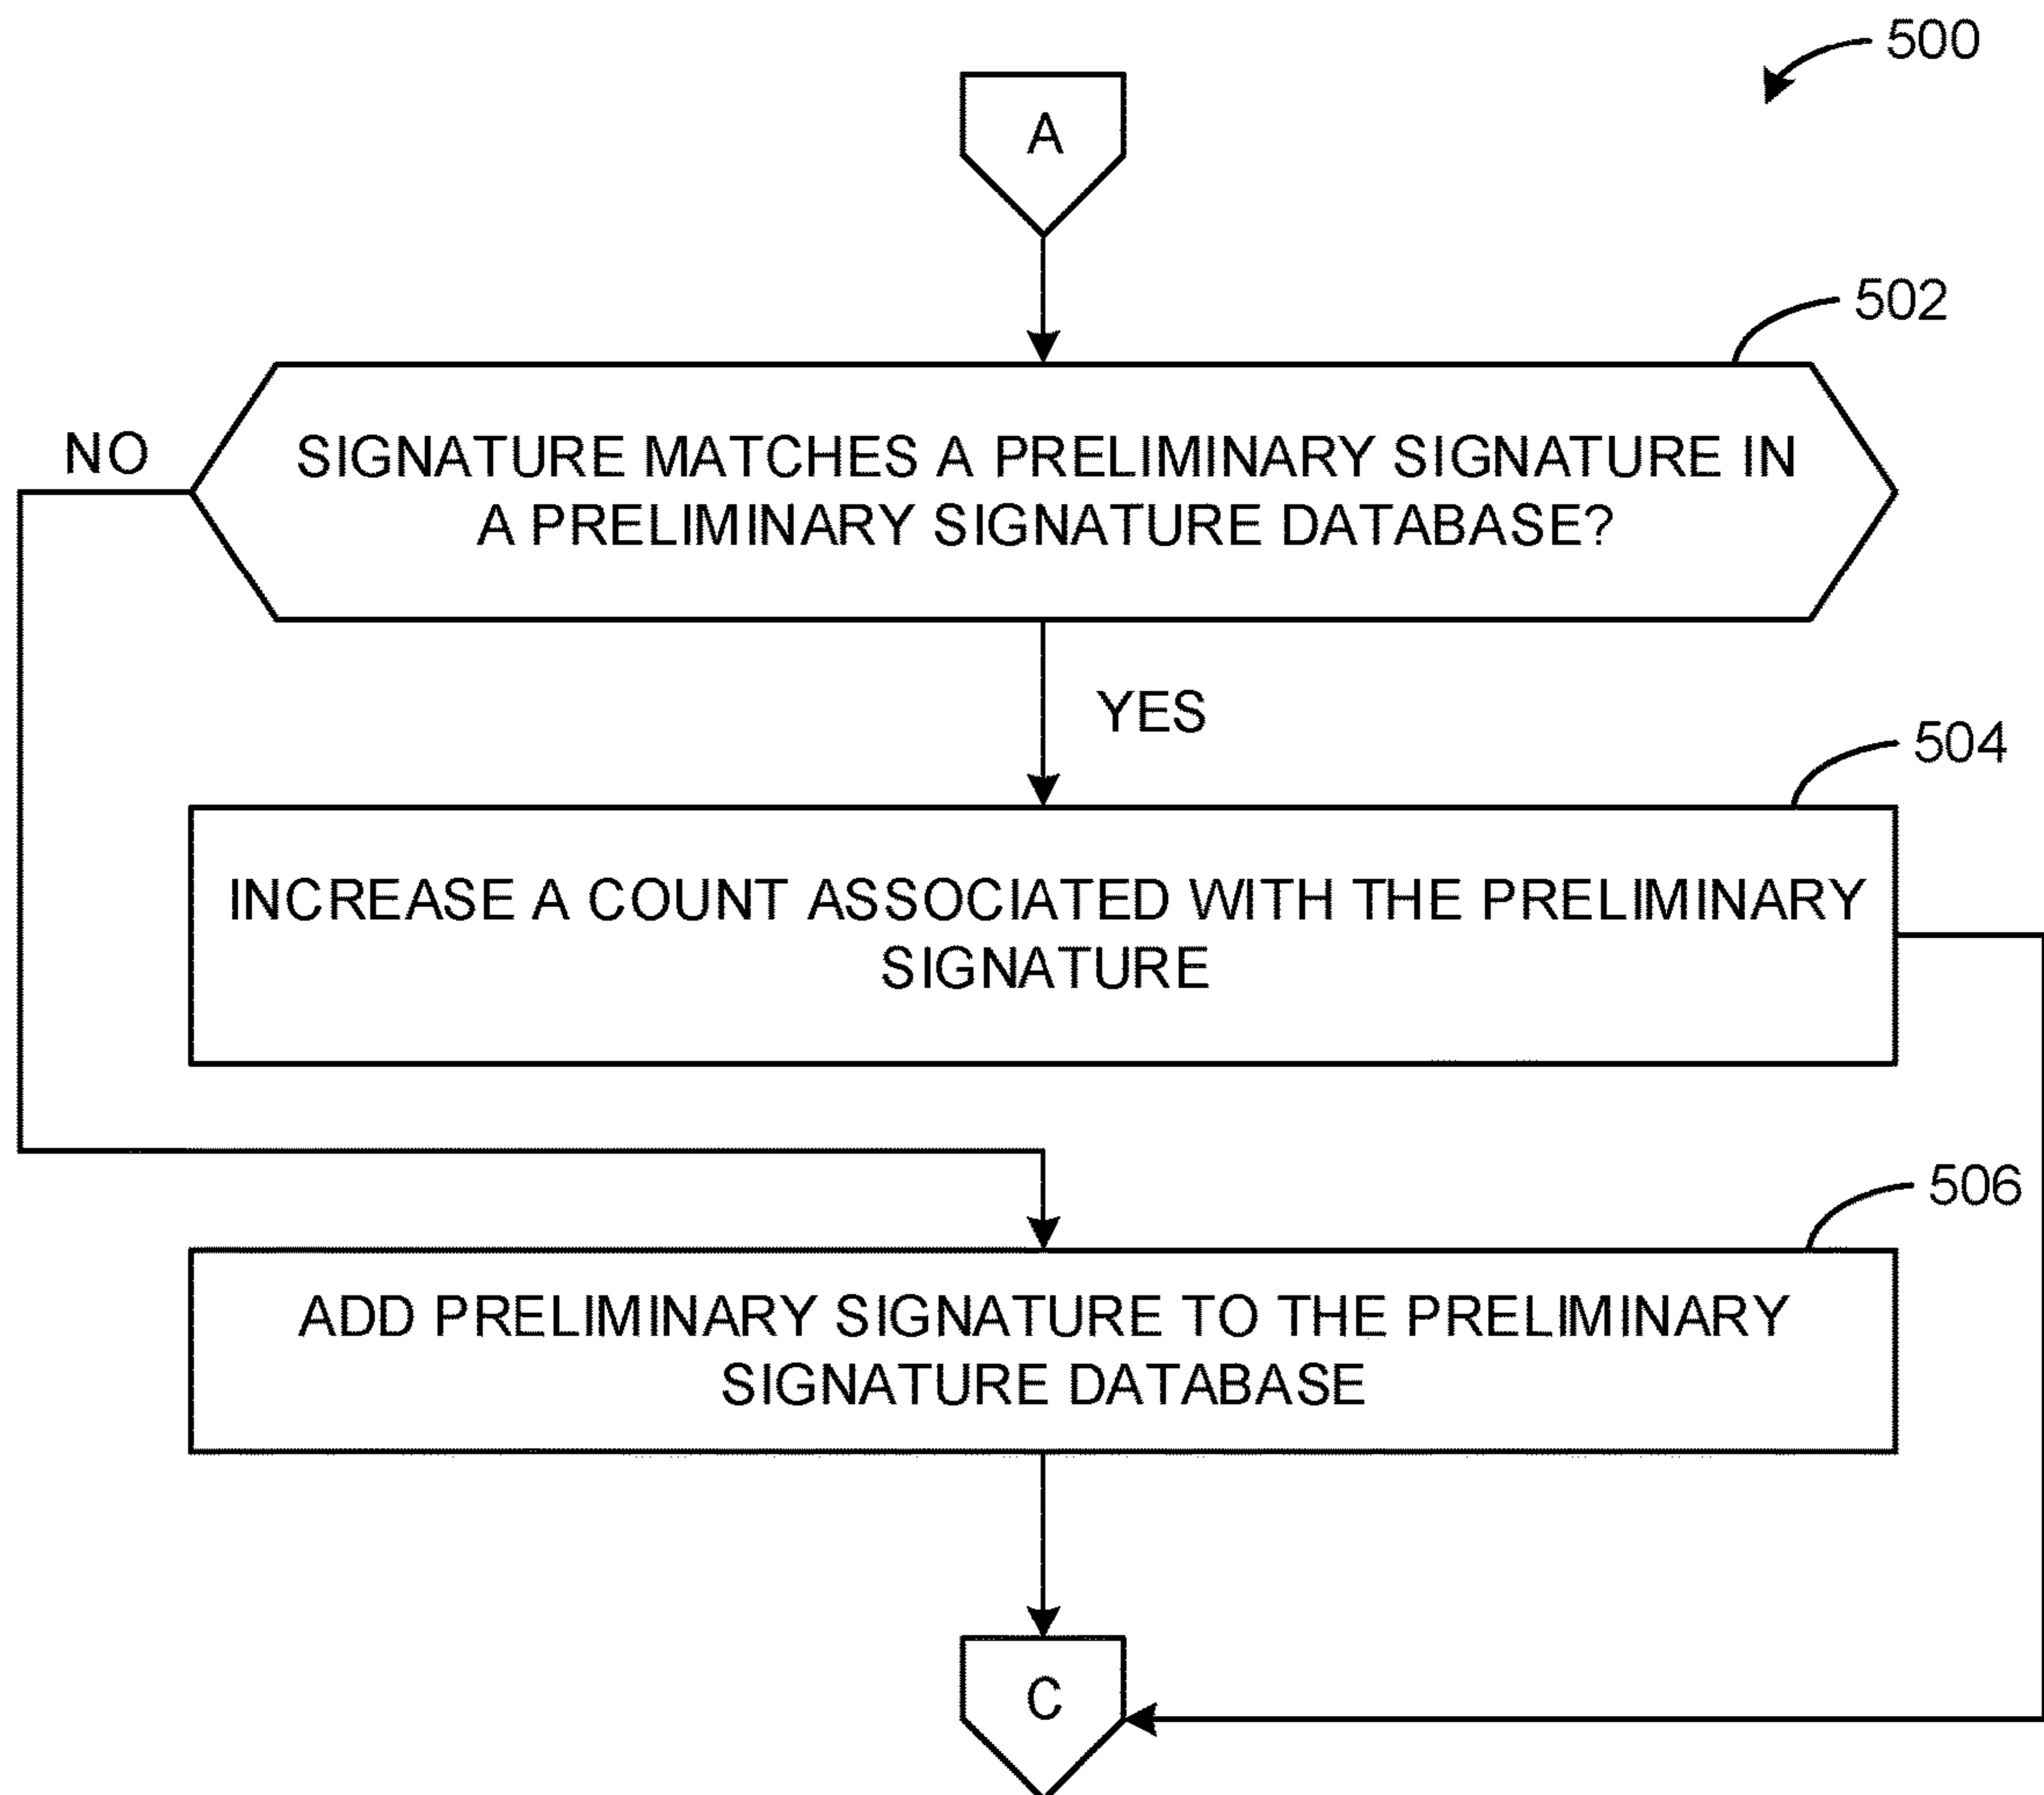 500
A
502
NO
SIGNATURE MATCHES A PRELIMINARY SIGNATURE IN
A PRELIMINARY SIGNATURE DATABASE?
YES
504
INCREASE A COUNT ASSOCIATED WITH THE PRELIMINARY
SIGNATURE
506
ADD PRELIMINARY SIGNATURE TO THE PRELIMINARY
SIGNATURE DATABASE
C